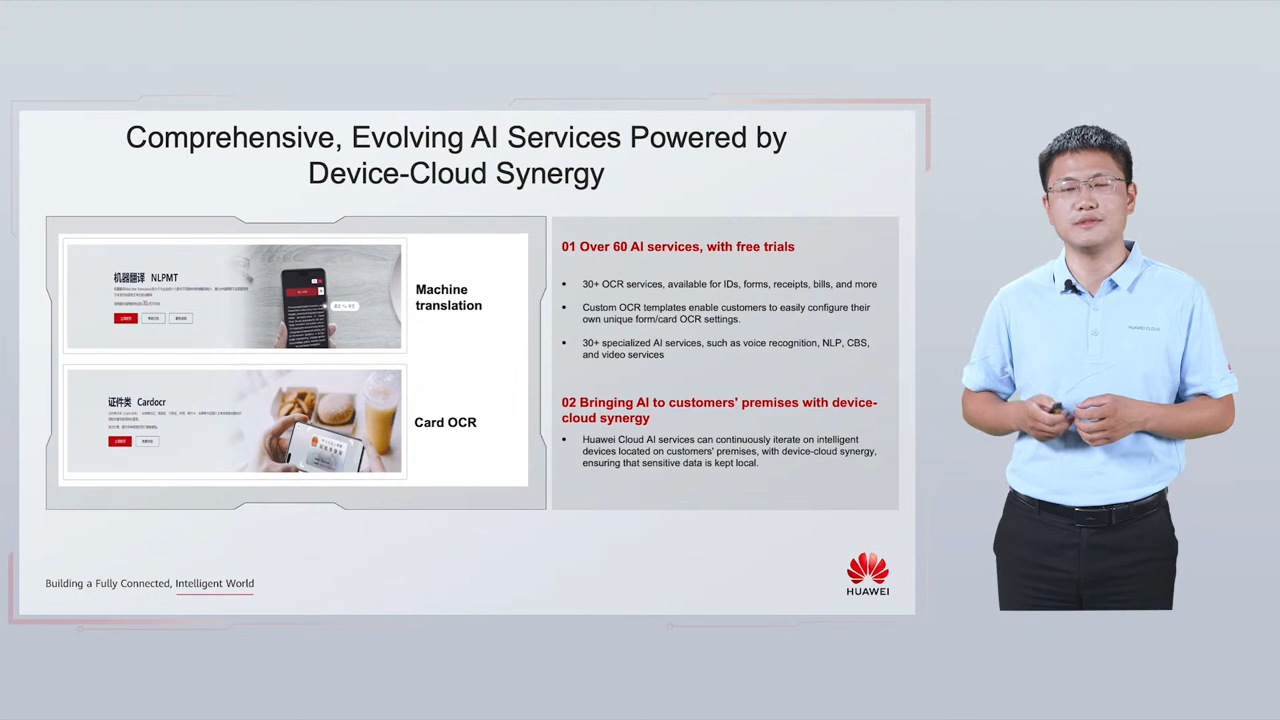 Comprehensive, Evolving AI Services Powered by
Device-Cloud Synergy
机器翻译 NLPMT
Machine
translation
证件类 Cardocr
Card OCR
01 Over 60 AI services, with free trials
• 30+ OCR services, available for IDs, forms, receipts, bills, and more
• Custom OCR templates enable customers to easily configure their
own unique form/card OCR settings.
• 30+ specialized AI services, such as voice recognition, NLP, CBS,
and video services
02 Bringing AI to customers' premises with device-
cloud synergy
• Huawei Cloud AI services can continuously iterate on intelligent
devices located on customers' premises, with device-cloud synergy,
ensuring that sensitive data is kept local.
Building a Fully Connected, Intelligent World
HUAWEI
HUAWEI CLOUD